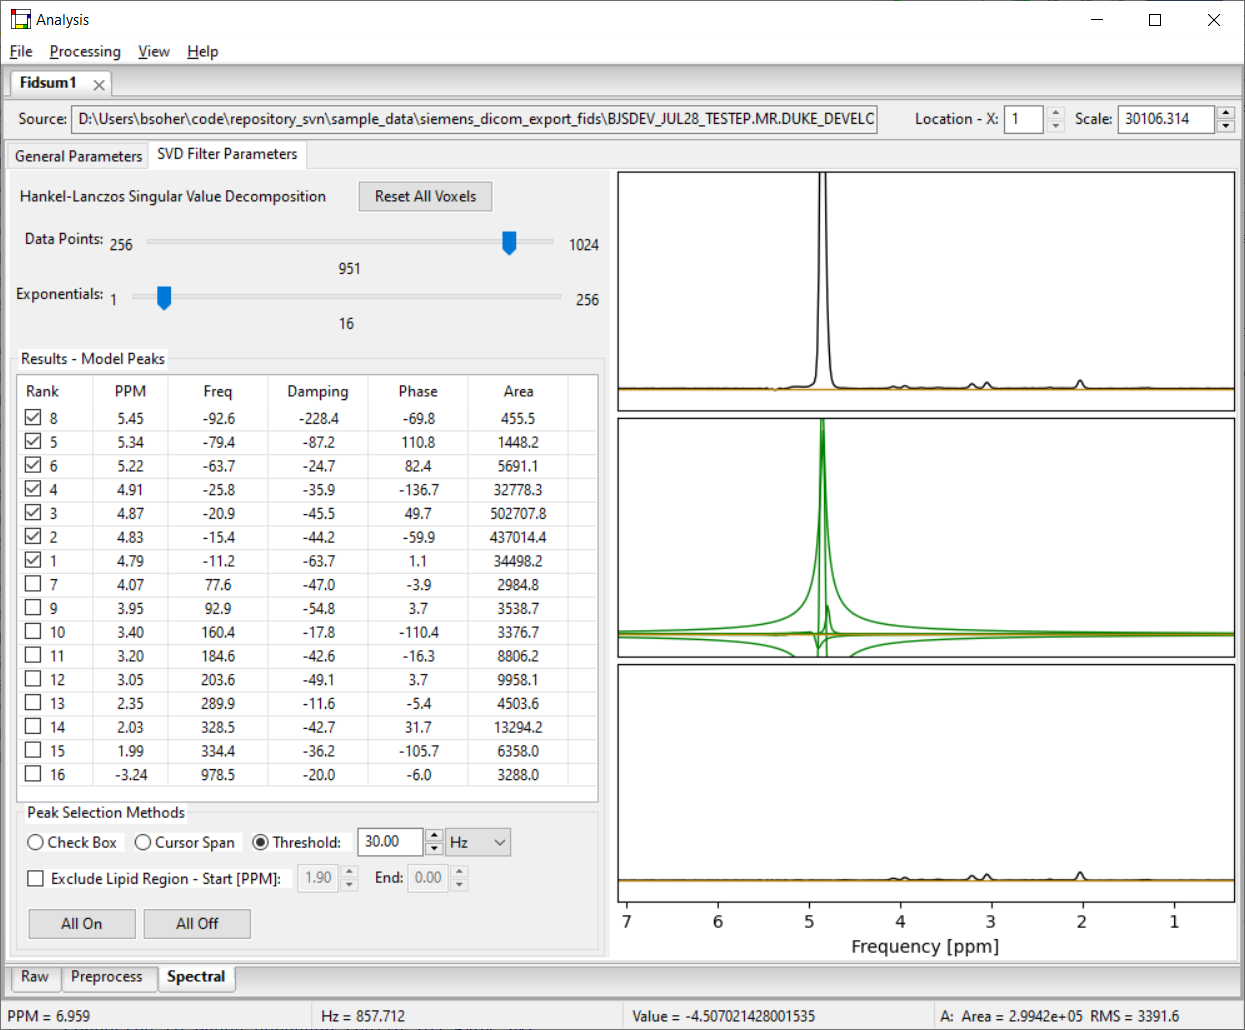 Analysis
File Processing View Help
Fidsum1
Source: D:\Users\bsoher\code\repository_svn\sample_data\siemens_dicom_export_fids\BJSDEV_JUL28_TESTEP.MR.DUKE_DEVELC Location - X: 1 Scale: 30106.314
General Parameters SVD Filter Parameters
Hankel-Lanczos Singular Value Decomposition Reset All Voxels
Data Points: 256 1024
951
Exponentials: 1 256
16
Results - Model Peaks
Rank PPM Freq Damping Phase Area
8 5.45 -92.6 -228.4 -69.8 455.5
5 5.34 -79.4 -87.2 110.8 1448.2
6 5.22 -63.7 -24.7 82.4 5691.1
4 4.91 -25.8 -35.9 -136.7 32778.3
3 4.87 -20.9 -45.5 49.7 502707.8
2 4.83 -15.4 -44.2 -59.9 437014.4
1 4.79 -11.2 -63.7 1.1 34498.2
7 4.07 77.6 -47.0 -3.9 2984.8
9 3.95 92.9 -54.8 3.7 3538.7
10 3.40 160.4 -17.8 -110.4 3376.7
11 3.20 184.6 -42.6 -16.3 8806.2
12 3.05 203.6 -49.1 3.7 9958.1
13 2.35 289.9 -11.6 -5.4 4503.6
14 2.03 328.5 -42.7 31.7 13294.2
15 1.99 334.4 -36.2 -105.7 6358.0
16 -3.24 978.5 -20.0 -6.0 3288.0
Peak Selection Methods
Check Box Cursor Span Threshold: 30.00 Hz
Exclude Lipid Region - Start [PPM]: 1.90 End: 0.00
All On All Off
7 6 5 4 3 2 1
Frequency [ppm]
Raw Preprocess Spectral
PPM = 6.959 Hz = 857.712 Value = -4.507021428001535 A: Area = 2.9942e+05 RMS = 3391.6